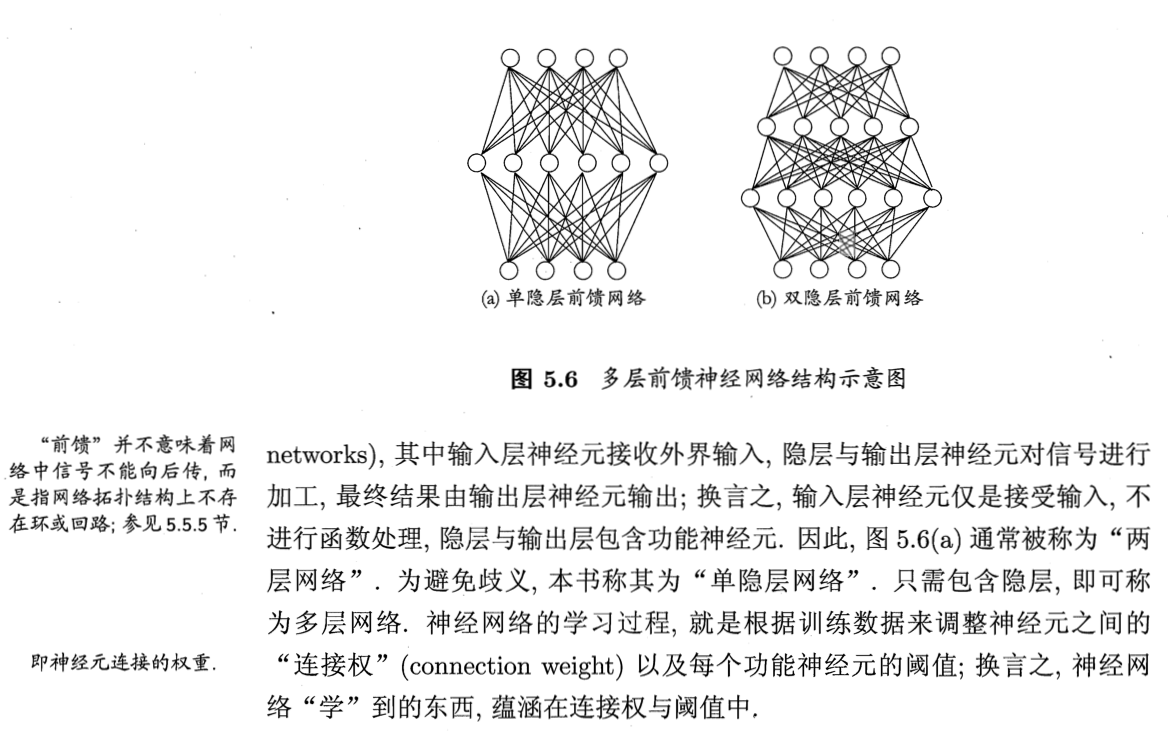 (a) 单隐层前馈网络
(b) 双隐层前馈网络
图 5.6 多层前馈神经网络结构示意图
“前馈”并不意味着网
络中信号不能向后传, 而
是指网络拓扑结构上不存
在环或回路; 参见 5.5.5 节.
networks), 其中输入层神经元接收外界输入, 隐层与输出层神经元对信号进行
加工, 最终结果由输出层神经元输出; 换言之, 输入层神经元仅是接受输入, 不
进行函数处理, 隐层与输出层包含功能神经元. 因此, 图 5.6(a) 通常被称为“两
层网络”. 为避免歧义, 本书称其为“单隐层网络”. 只需包含隐层, 即可称
为多层网络. 神经网络的学习过程, 就是根据训练数据来调整神经元之间的
即神经元连接的权重.
“连接权”(connection weight) 以及每个功能神经元的阈值; 换言之, 神经网
络“学”到的东西, 蕴涵在连接权与阈值中.